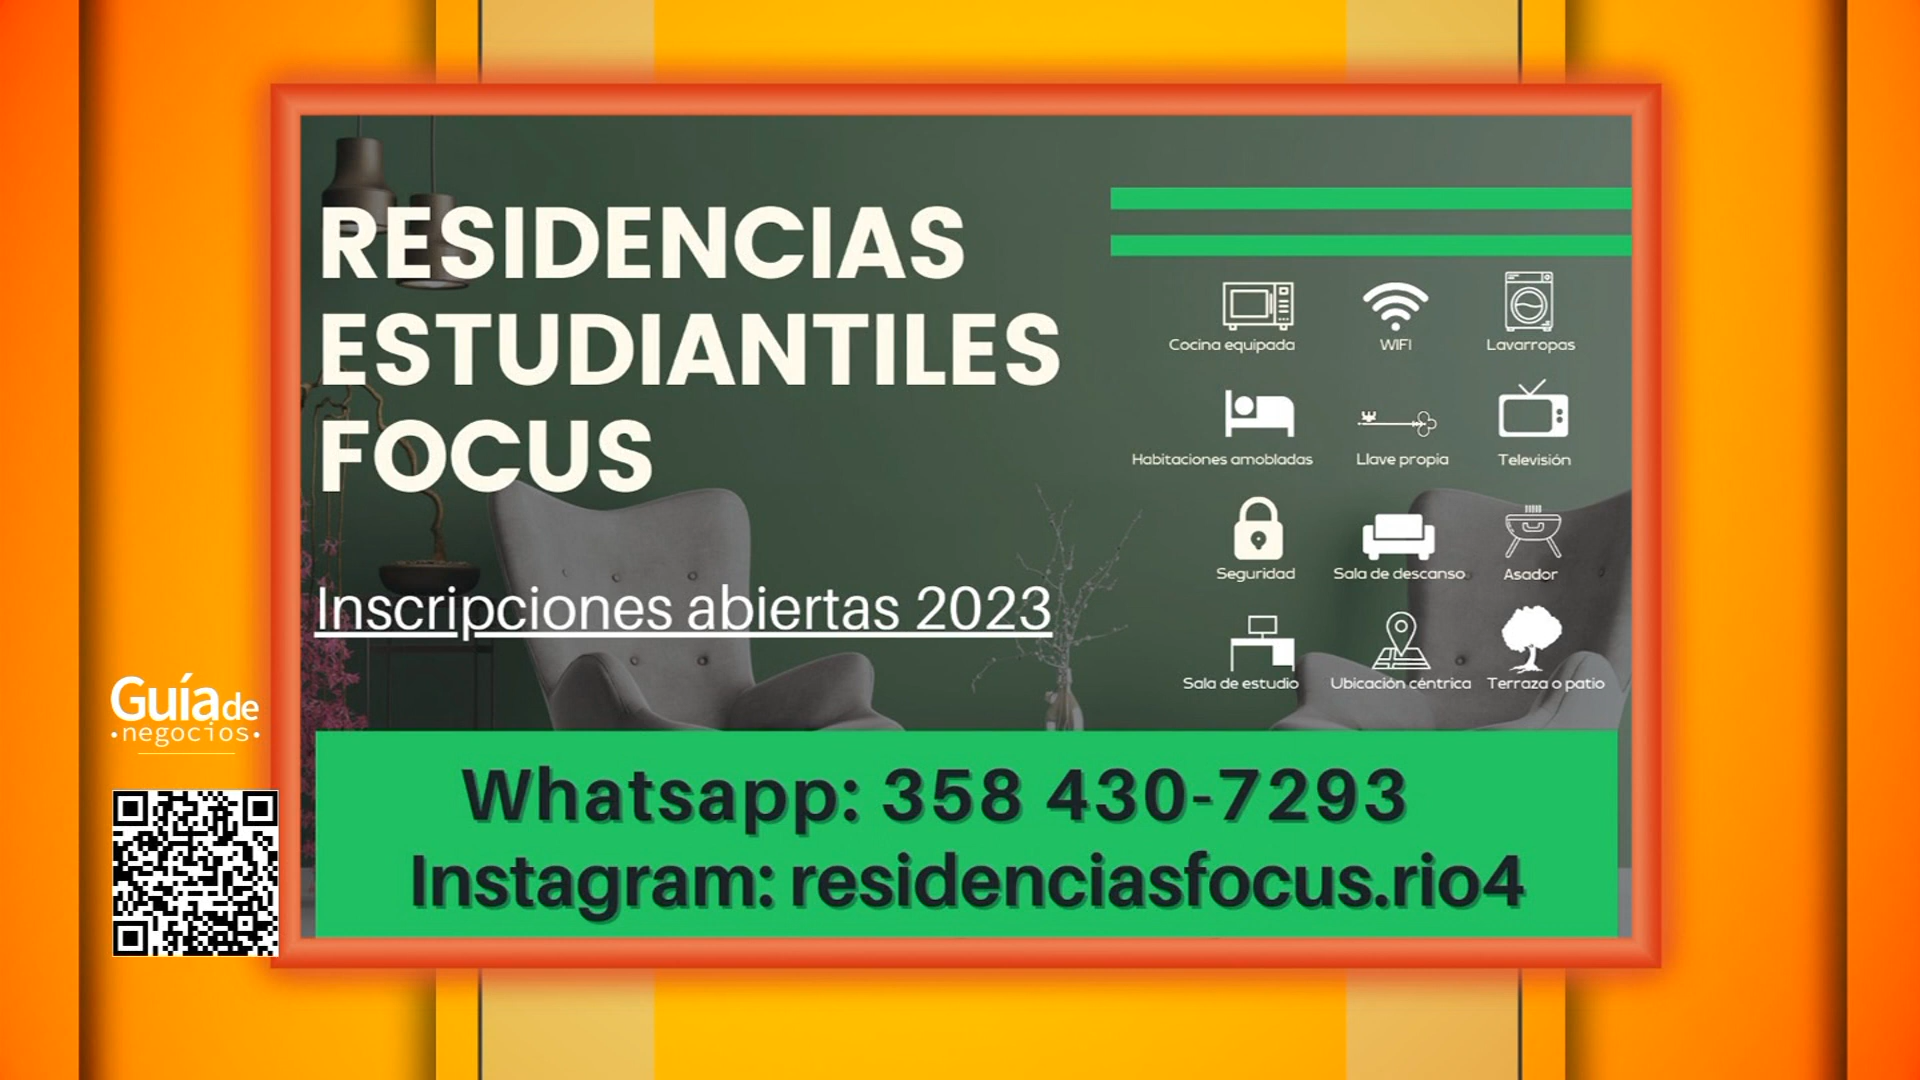 RESIDENCIAS
ESTUDIANTILES
FOCUS
Inscripciones abiertas 2023
Cocina equipada
WIFI
Lavarropas
Habitaciones amobladas
Llave propia
Televisión
Seguridad
Sala de descanso
Asador
Sala de estudio
Ubicación céntrica
Terraza o patio
Guía de
•negocios•
Whatsapp: 358 430-7293
Instagram: residenciasfocus.rio4